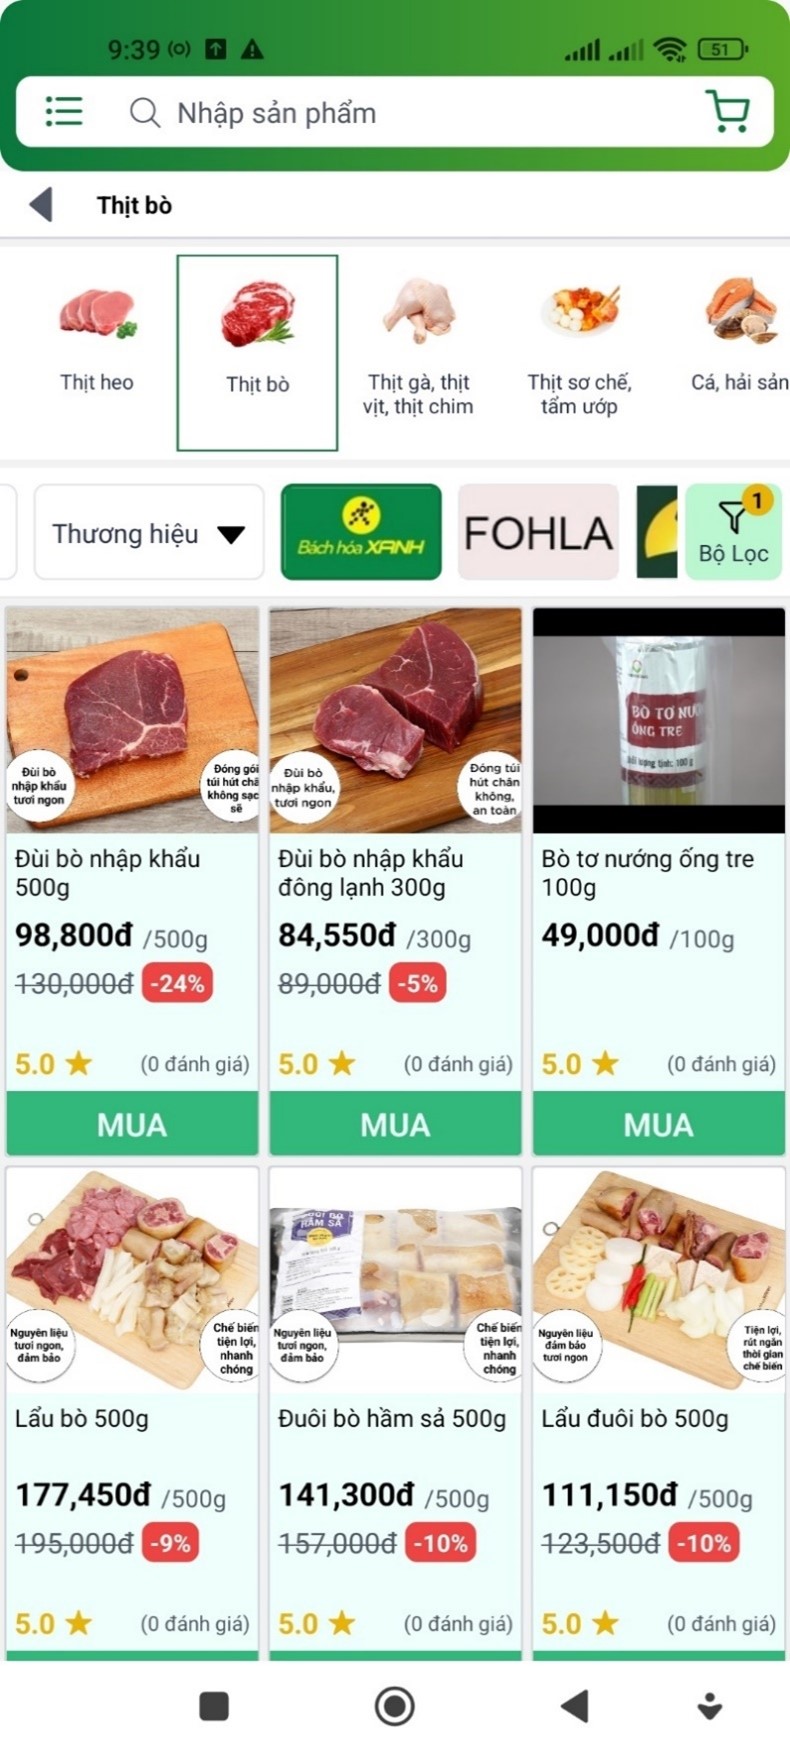 9:39
51
Nhập sản phẩm
Thịt bò
Thịt heo
Thịt bò
Thịt gà, thịt
vịt, thịt chim
Thịt sơ chế,
tẩm ướp
Cá, hải sản
Thương hiệu
Bách hóa XANH
FOHLA
1
Bộ Lọc
Đùi bò
nhập khẩu
tươi ngon
Đóng gói
túi hút châ
không sạc
sẽ
Đùi bò
nhập khẩu,
tươi ngon
Đóng túi
hút chân
không,
an toàn
BÒ TƠ NƯ
ỐNG TRE
Khối lượng tịnh: 100 g
Đùi bò nhập khẩu
500g
98,800đ /500g
130,000đ -24%
5.0 (0 đánh giá)
MUA
Đùi bò nhập khẩu
đông lạnh 300g
84,550đ /300g
89,000đ -5%
5.0 (0 đánh giá)
MUA
Bò tơ nướng ống tre
100g
49,000đ /100g
5.0 (0 đánh giá)
MUA
Nguyên liệu
tươi ngon,
đảm bảo
Chế biến
tiện lợi,
nhanh
chóng
HẦM SẢ
Nguyên liệu
tươi ngon,
đảm bảo
Chế biến
tiện lợi,
nhanh
chóng
Nguyên liệu
đảm bảo
tươi ngon
Tiện lợi,
rút ngắn
thời gian
chế biến
Lẩu bò 500g
177,450đ /500g
195,000đ -9%
5.0 (0 đánh giá)
Đuôi bò hầm sả 500g
141,300đ /500g
157,000đ -10%
5.0 (0 đánh giá)
Lẩu đuôi bò 500g
111,150đ /500g
123,500đ -10%
5.0 (0 đánh giá)